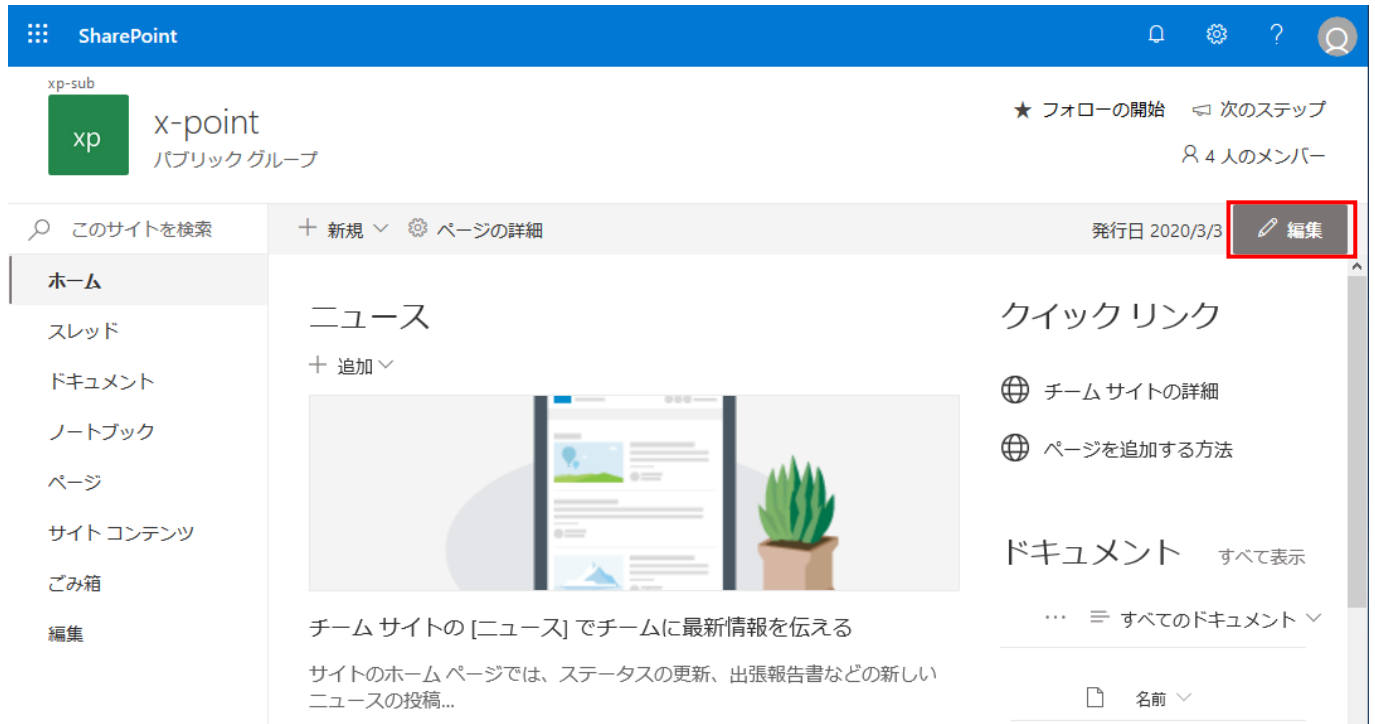 SharePoint
?
xp-sub
xp
x-point
パブリック グループ
★ フォローの開始 次のステップ
4 人のメンバー
このサイトを検索
+ 新規 ページの詳細
発行日 2020/3/3 編集
ホーム
スレッド
ドキュメント
ノートブック
ページ
サイト コンテンツ
ごみ箱
編集
ニュース
+ 追加
チーム サイトの [ニュース] でチームに最新情報を伝える
サイトのホーム ページでは、ステータスの更新、出張報告書などの新しい
ニュースの投稿...
クイック リンク
チーム サイトの詳細
ページを追加する方法
ドキュメント すべて表示
… すべてのドキュメント
名前